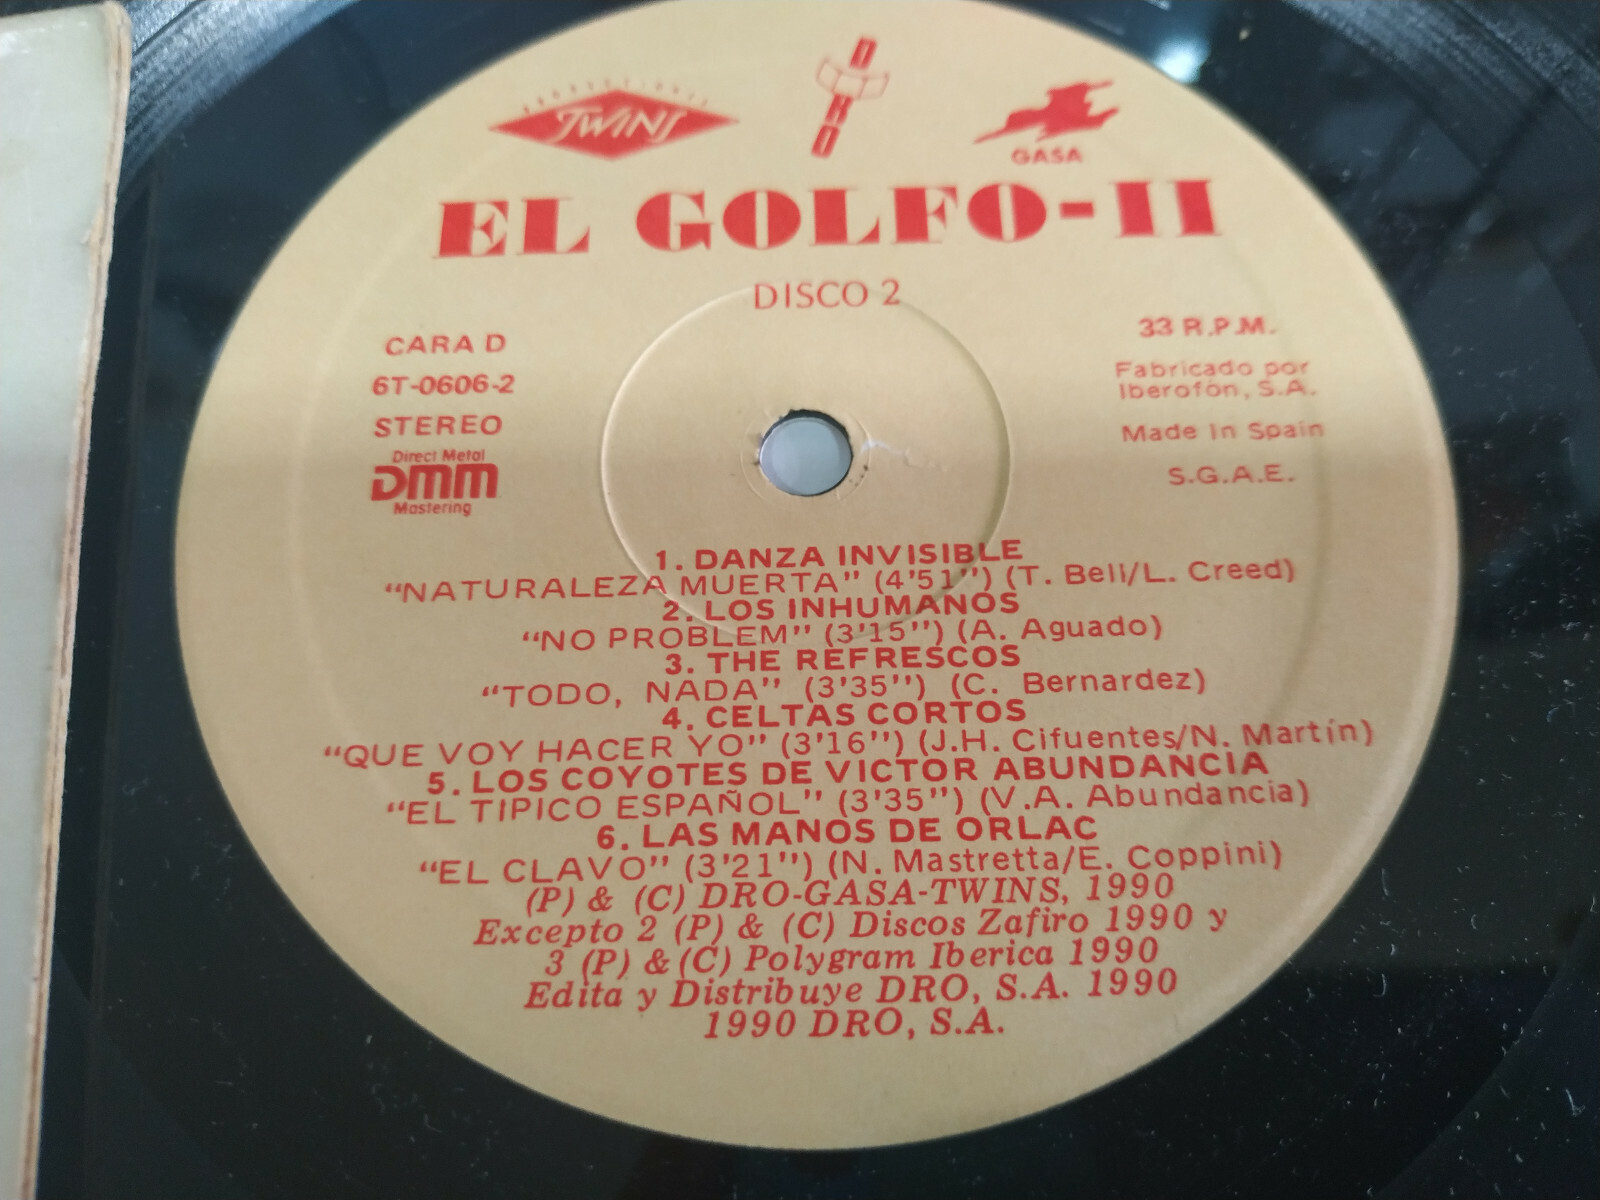 TWINS
DRO
GASA
EL GOLFO-II
DISCO 2
CARA D
6T-0606-2
STEREO
Direct Metal
DMM
Mastering
33 R.P.M.
Fabricado por
Iberofón, S.A.
Made in Spain
S.G.A.E.
1. DANZA INVISIBLE
“NATURALEZA MUERTA” (4'51”) (T. Bell/L. Creed)
2. LOS INHUMANOS
“NO PROBLEM” (3'15”) (A. Aguado)
3. THE REFRESCOS
“TODO, NADA” (3'35”) (C. Bernardez)
4. CELTAS CORTOS
“QUE VOY HACER YO” (3'16”) (J.H. Cifuentes/N. Martín)
5. LOS COYOTES DE VICTOR ABUNDANCIA
“EL TIPICO ESPAÑOL” (3'35”) (V.A. Abundancia)
6. LAS MANOS DE ORLAC
“EL CLAVO” (3'21”) (N. Mastretta/E. Coppini)
(P) & (C) DRO-GASA-TWINS, 1990
Excepto 2 (P) & (C) Discos Zafiro 1990 y
3 (P) & (C) Polygram Iberica 1990
Edita y Distribuye DRO, S.A. 1990
1990 DRO, S.A.